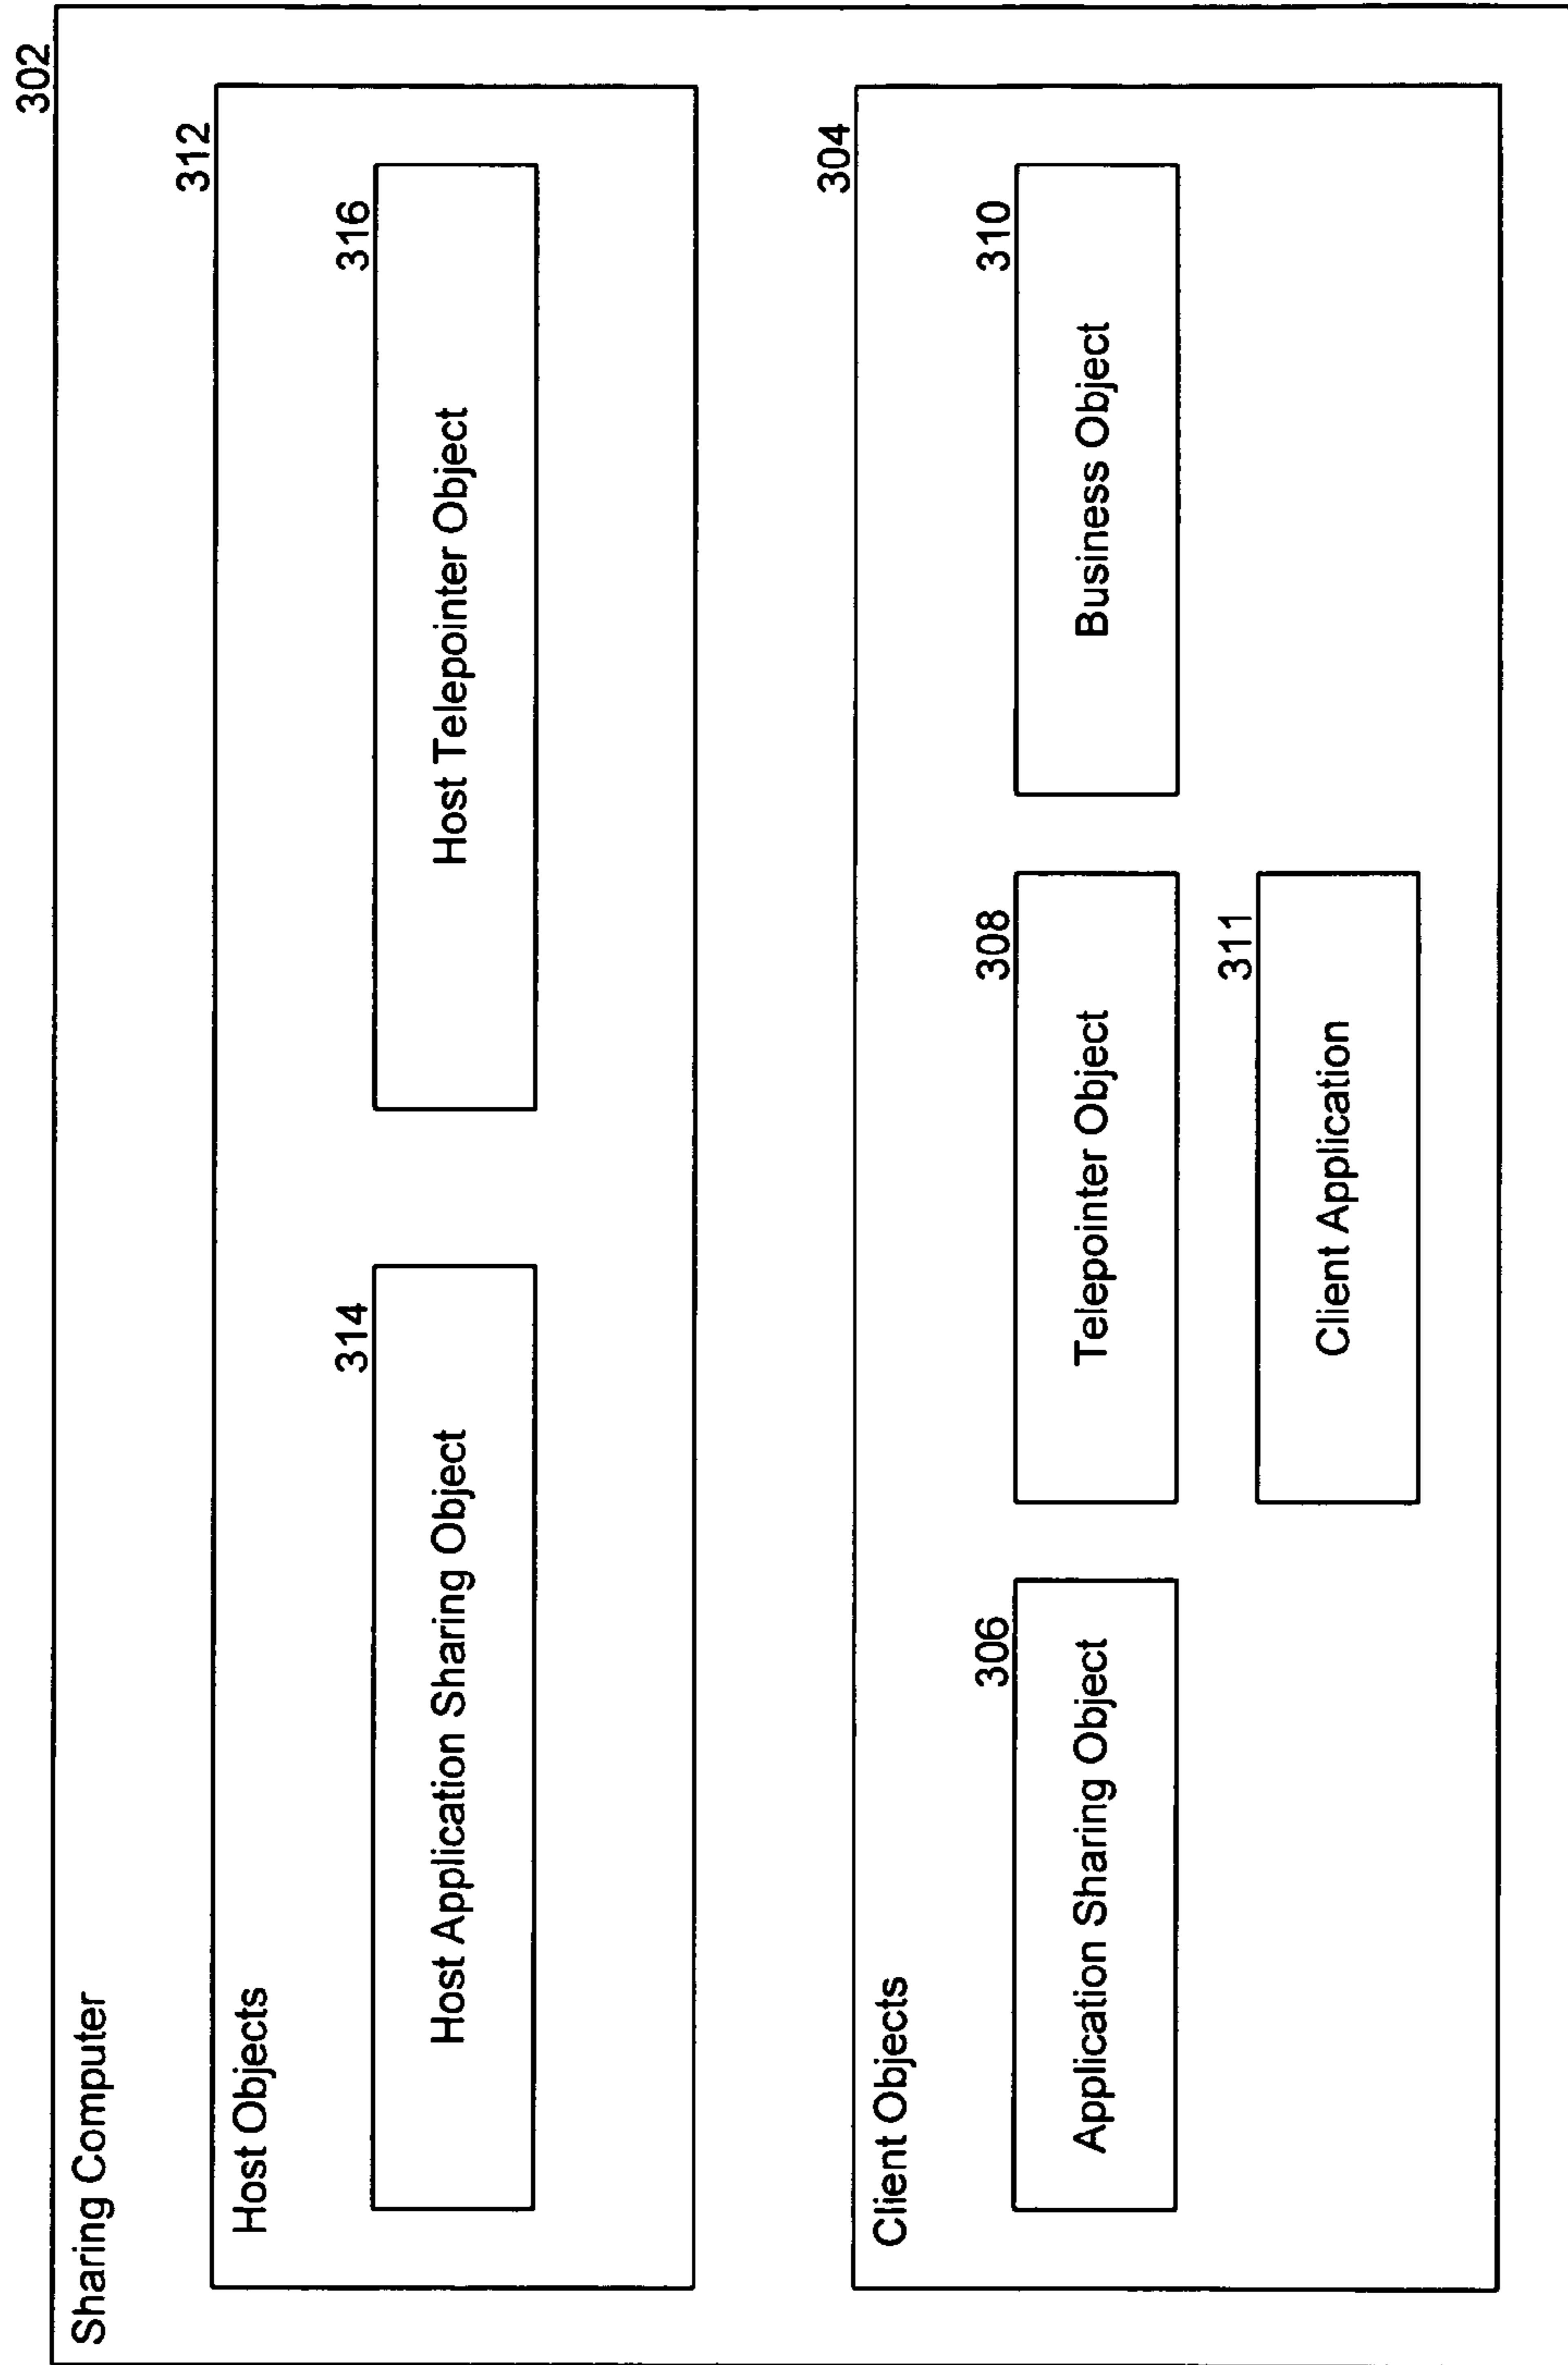 Sharing Computer
302
Host Objects
312
314
Host Application Sharing Object
316
Host Telepointer Object
Client Objects
304
306
Application Sharing Object
308
Telepointer Object
310
Business Object
311
Client Application